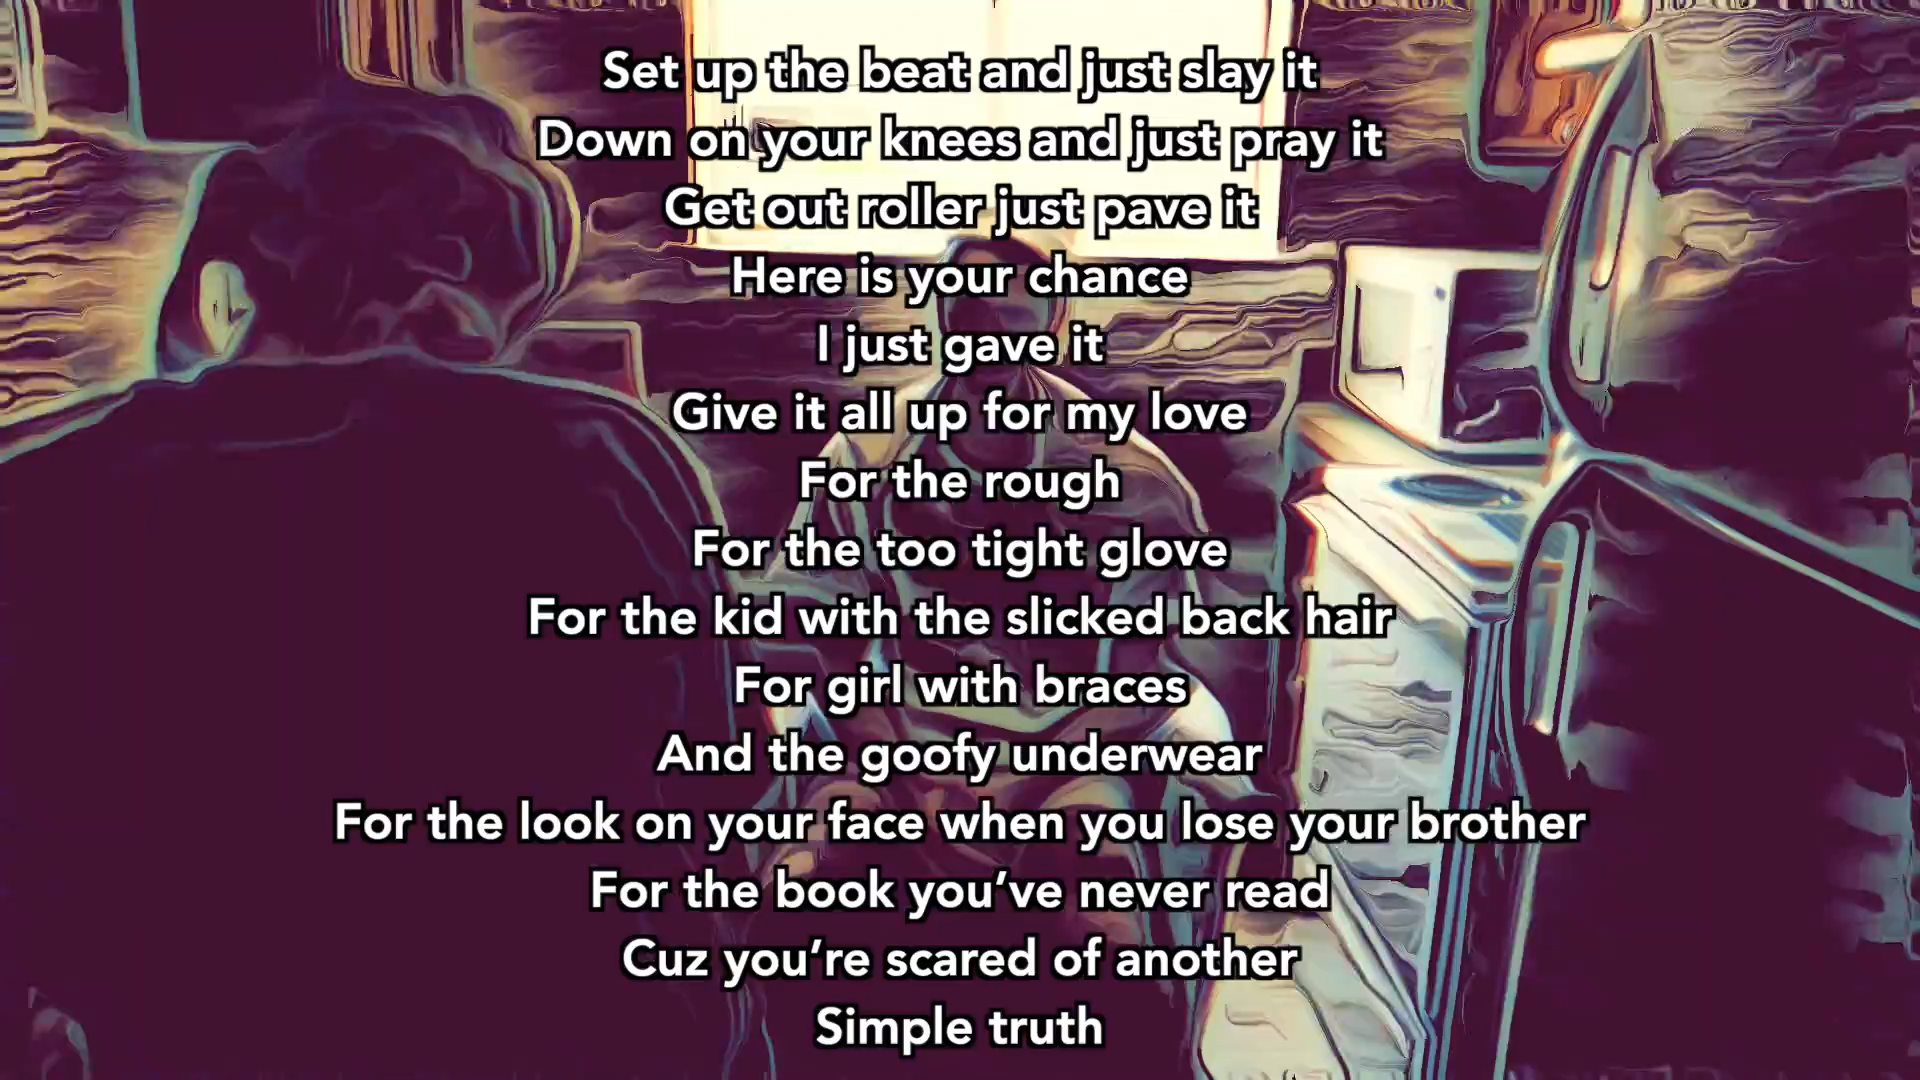 Set up the beat and just slay it
Down on your knees and just pray it
Get out roller just pave it
Here is your chance
I just gave it
Give it all up for my love
For the rough
For the too tight glove
For the kid with the slicked back hair
For girl with braces
And the goofy underwear
For the look on your face when you lose your brother
For the book you’ve never read
Cuz you’re scared of another
Simple truth